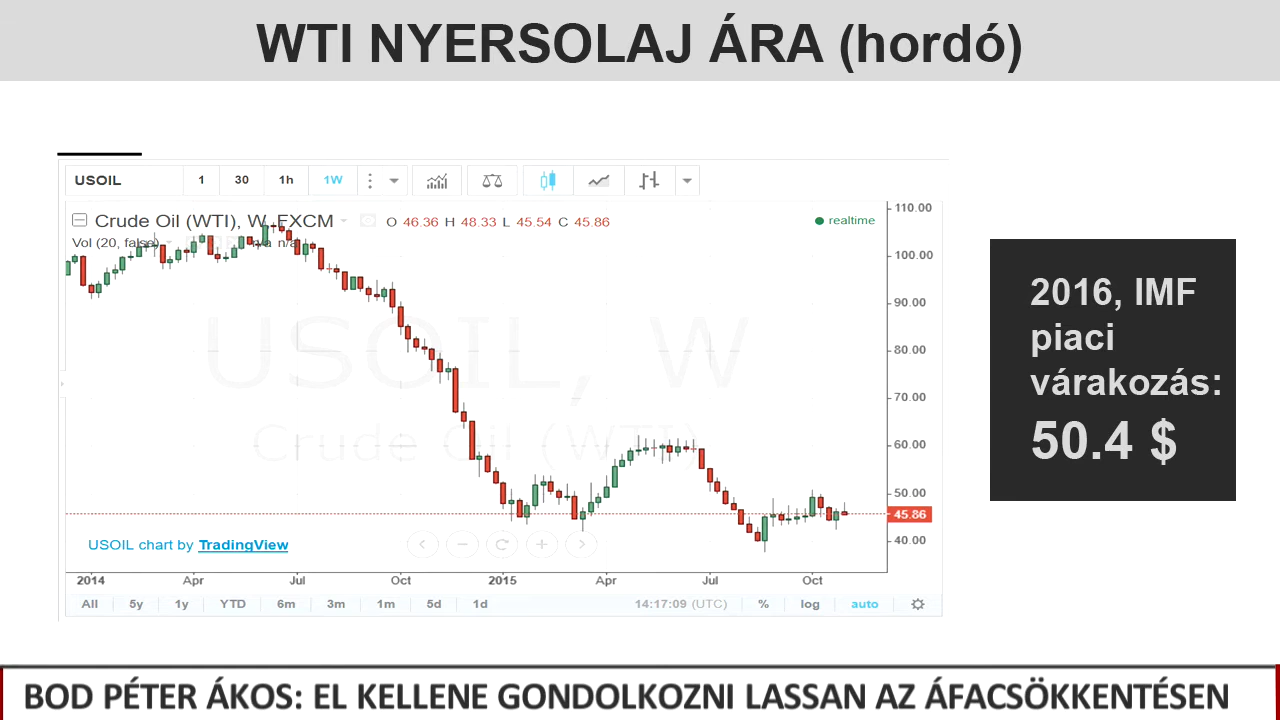 WTI NYERSOLAJ ÁRA (hordó)
USOIL 1 30 1h 1W
Crude Oil (WTI), W, FXCM O 46.36 H 48.33 L 45.54 C 45.86 realtime
Vol (20, false) n/a n/a
USOIL, W
Crude Oil (WTI)
110.00
100.00
90.00
80.00
70.00
60.00
50.00
45.86
40.00
USOIL chart by TradingView
2014 Apr Jul Oct 2015 Apr Jul Oct
All 5y 1y YTD 6m 3m 1m 5d 1d 14:17:09 (UTC) % log auto
2016, IMF
piaci
várakozás:
50.4 $
BOD PÉTER ÁKOS: EL KELLENE GONDOLKOZNI LASSAN AZ ÁFACSÖKKENTÉSEN